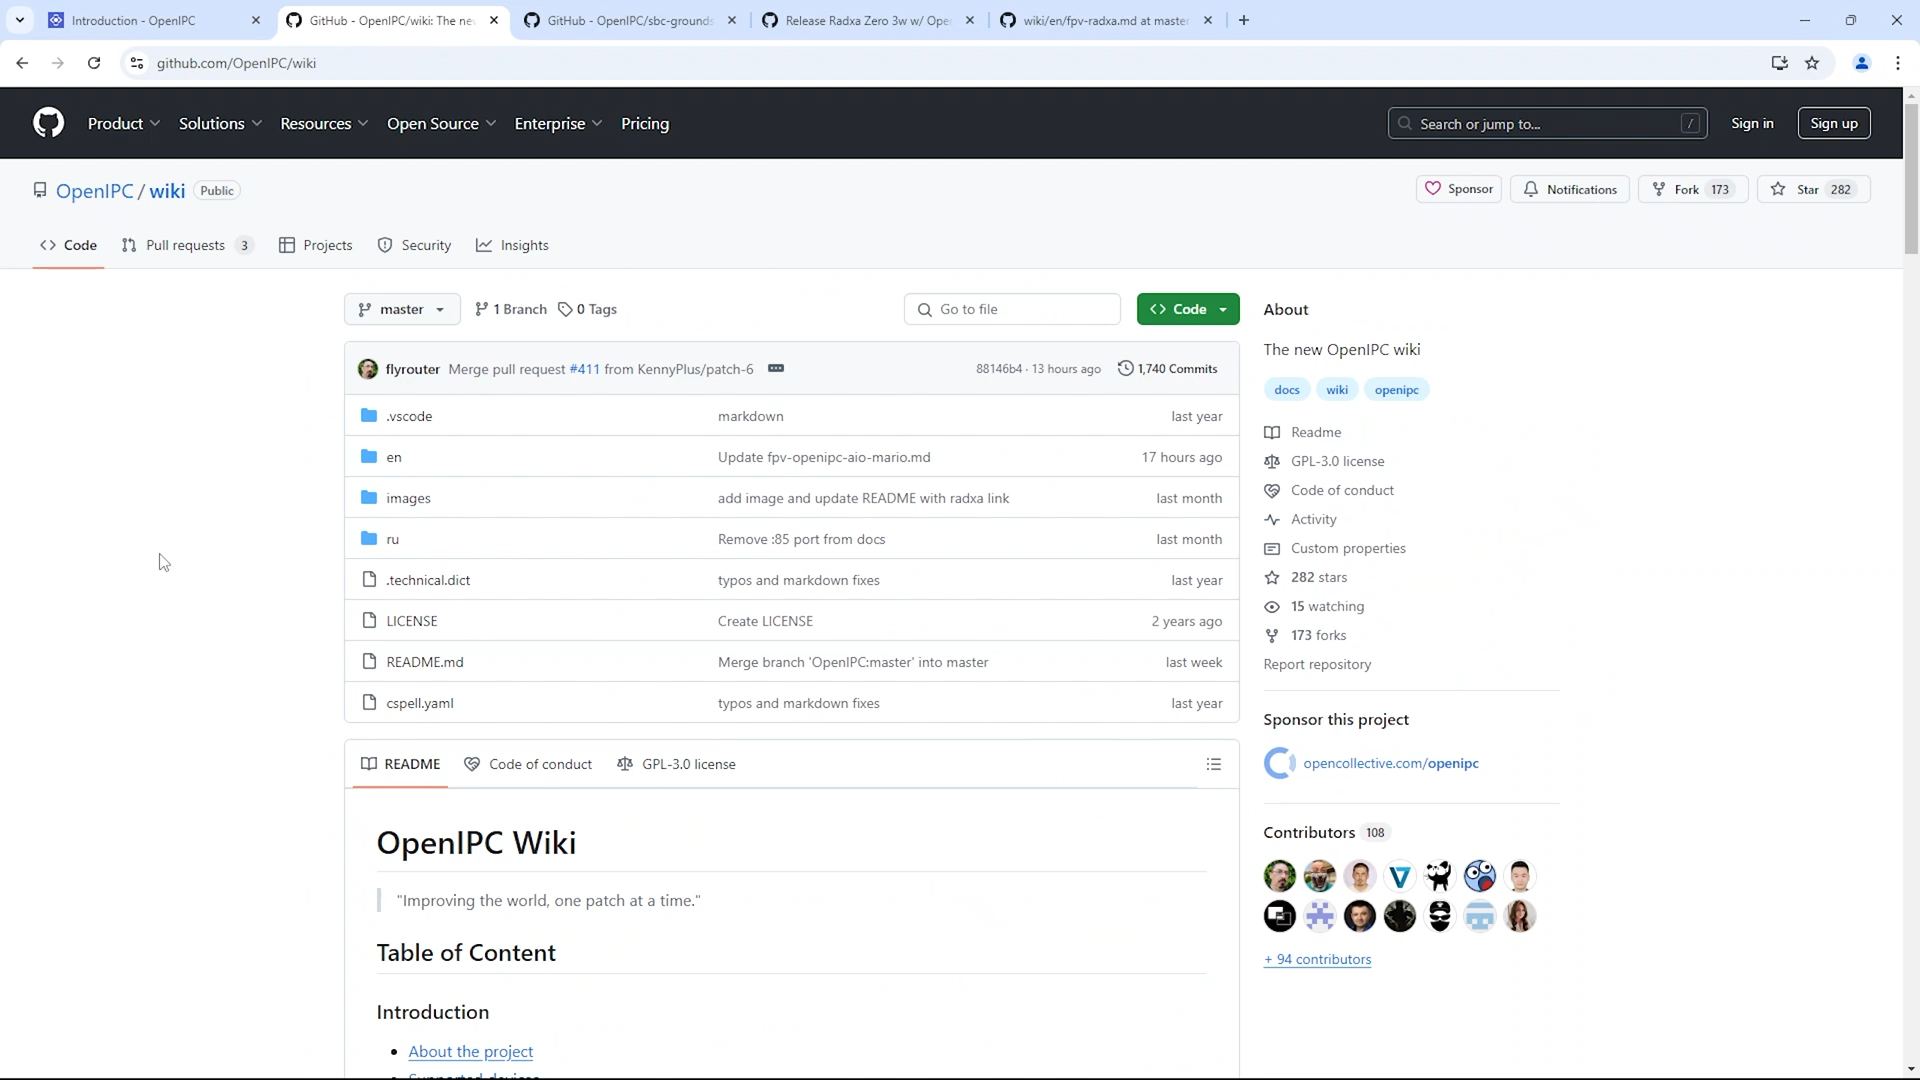 Introduction - OpenIPC
GitHub - OpenIPC/wiki: The ne
GitHub - OpenIPC/sbc-grounds
Release Radxa Zero 3w w/ Ope
wiki/en/fpv-radxa.md at master
github.com/OpenIPC/wiki
Product Solutions Resources Open Source Enterprise Pricing
Search or jump to... /
Sign in
Sign up
OpenIPC / wiki Public
Sponsor
Notifications
Fork 173
Star 282
Code
Pull requests 3
Projects
Security
Insights
master
1 Branch
0 Tags
Go to file
Code
flyrouter Merge pull request #411 from KennyPlus/patch-6 88146b4 · 13 hours ago 1,740 Commits
.vscode markdown last year
en Update fpv-openipc-aio-mario.md 17 hours ago
images add image and update README with radxa link last month
ru Remove :85 port from docs last month
.technical.dict typos and markdown fixes last year
LICENSE Create LICENSE 2 years ago
README.md Merge branch 'OpenIPC:master' into master last week
cspell.yaml typos and markdown fixes last year
README Code of conduct GPL-3.0 license
OpenIPC Wiki
"Improving the world, one patch at a time."
Table of Content
Introduction
About the project
Supported devices
About
The new OpenIPC wiki
docs wiki openipc
Readme
GPL-3.0 license
Code of conduct
Activity
Custom properties
282 stars
15 watching
173 forks
Report repository
Sponsor this project
opencollective.com/openipc
Contributors 108
+ 94 contributors